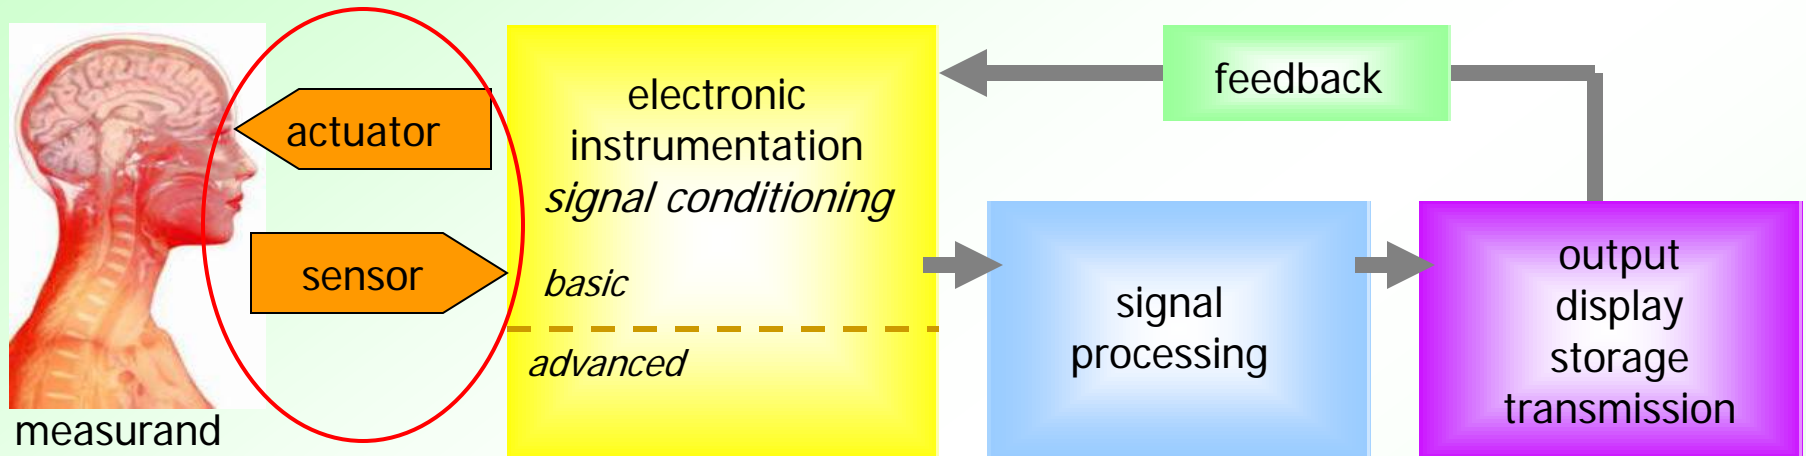 actuator
sensor
measurand
electronic
instrumentation
signal conditioning
basic
advanced
feedback
signal
processing
output
display
storage
transmission